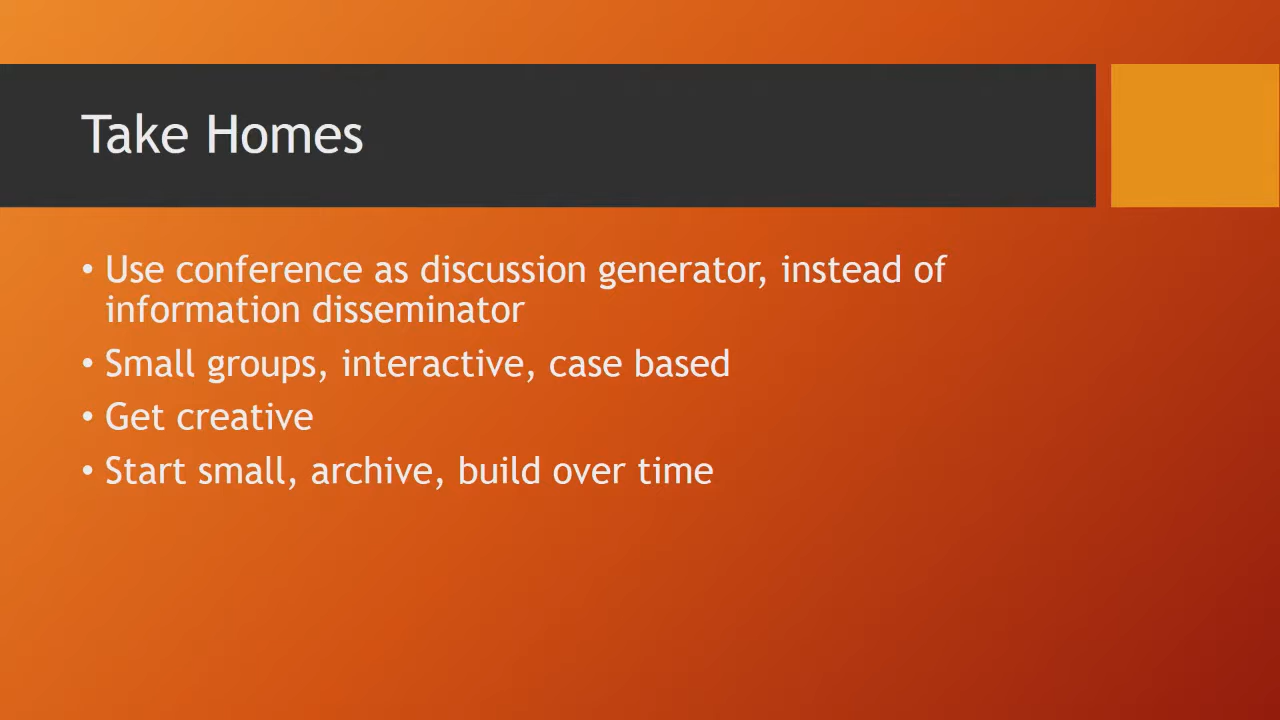 Take Homes
• Use conference as discussion generator, instead of
information disseminator
• Small groups, interactive, case based
• Get creative
• Start small, archive, build over time